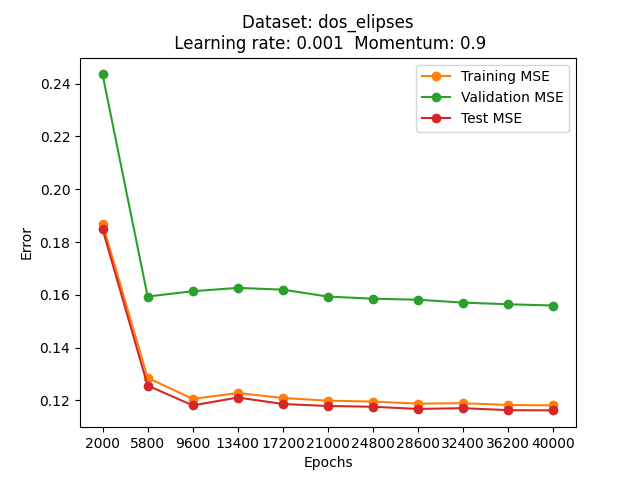 Dataset: dos_elipses
Learning rate: 0.001  Momentum: 0.9
Training MSE
Validation MSE
Test MSE
Error
0.24
0.22
0.20
0.18
0.16
0.14
0.12
2000 5800 9600 13400 17200 21000 24800 28600 32400 36200 40000
Epochs